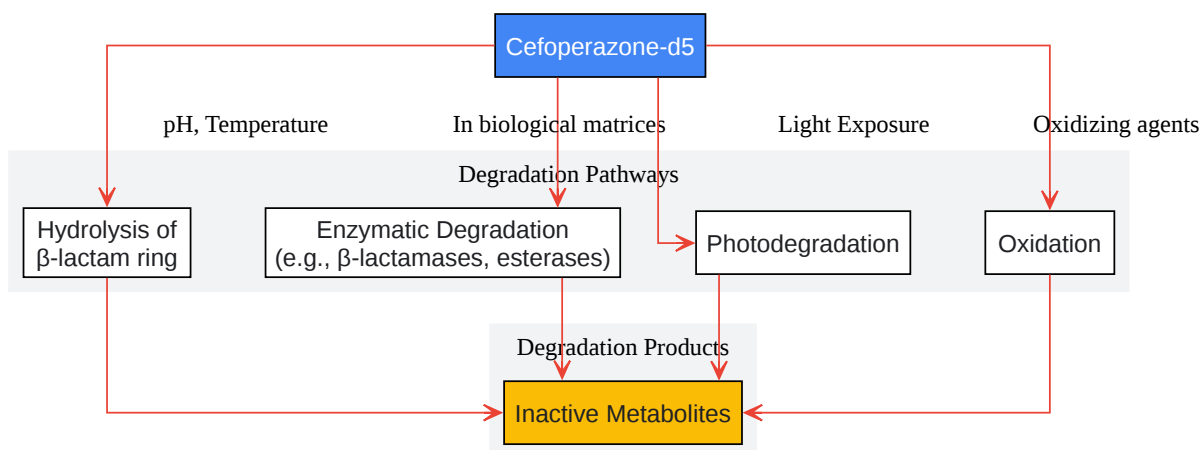 Cefoperazone-d5
pH, Temperature
In biological matrices
Light Exposure
Oxidizing agents
Degradation Pathways
Hydrolysis of
β-lactam ring
Enzymatic Degradation
(e.g., β-lactamases, esterases)
Photodegradation
Oxidation
Degradation Products
Inactive Metabolites